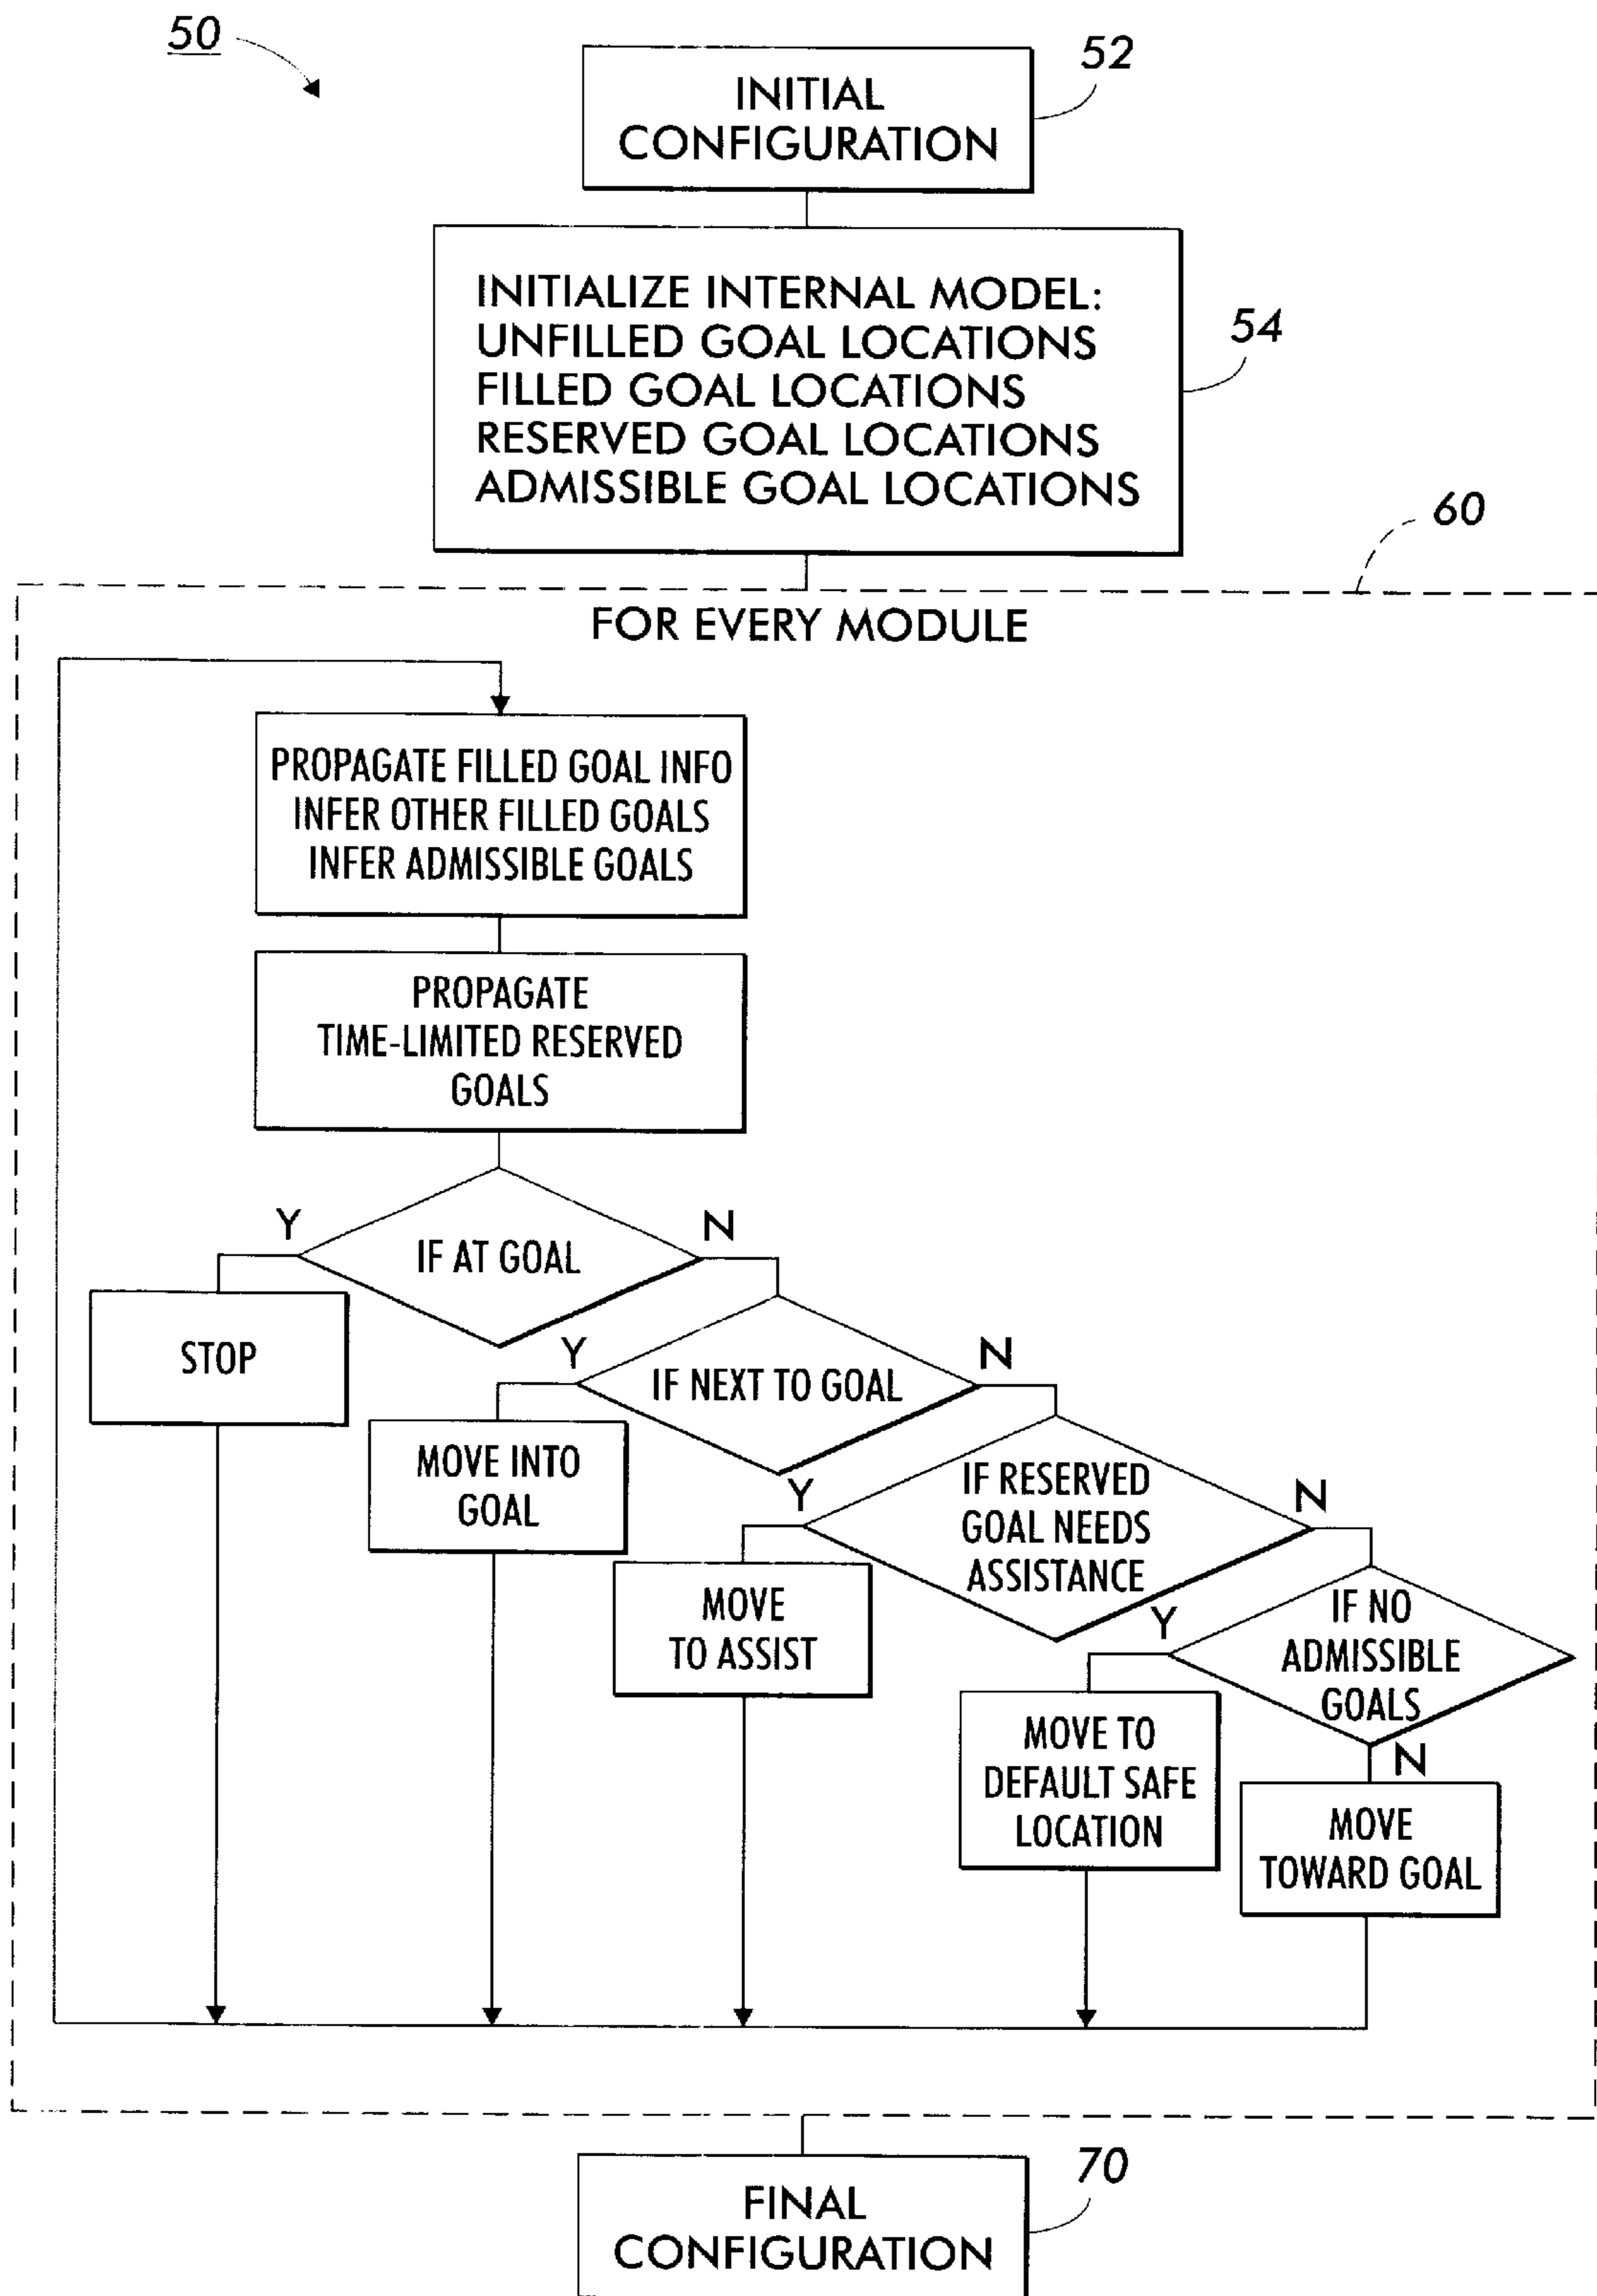 50
52
INITIAL
CONFIGURATION
INITIALIZE INTERNAL MODEL:
UNFILLED GOAL LOCATIONS
FILLED GOAL LOCATIONS
RESERVED GOAL LOCATIONS
ADMISSIBLE GOAL LOCATIONS
54
60
FOR EVERY MODULE
PROPAGATE FILLED GOAL INFO
INFER OTHER FILLED GOALS
INFER ADMISSIBLE GOALS
PROPAGATE
TIME-LIMITED RESERVED
GOALS
Y
IF AT GOAL
N
STOP
Y
IF NEXT TO GOAL
N
MOVE INTO
GOAL
Y
IF RESERVED
GOAL NEEDS
ASSISTANCE
N
MOVE
TO ASSIST
Y
IF NO
ADMISSIBLE
GOALS
N
MOVE TO
DEFAULT SAFE
LOCATION
MOVE
TOWARD GOAL
FINAL
CONFIGURATION
70